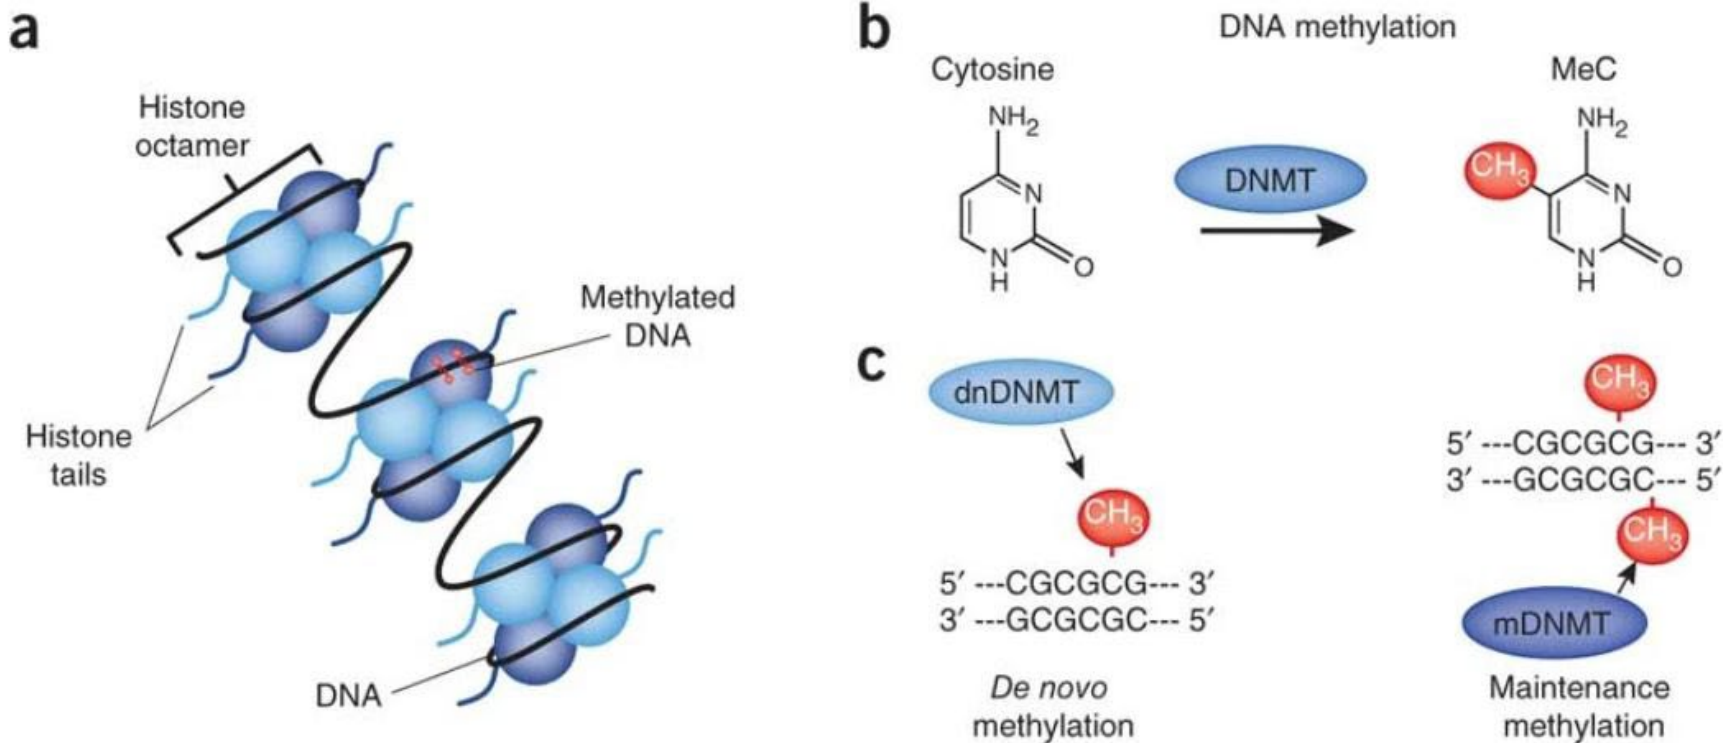 a
Histone
octamer
Methylated
DNA
Histone
tails
DNA
b
DNA methylation
Cytosine
MeC
NH2
N
N
H
O
DNMT
CH3
NH2
N
N
H
O
c
dnDNMT
CH3
5′ ---CGCGCG--- 3′
3′ ---GCGCGC--- 5′
De novo
methylation
CH3
5′ ---CGCGCG--- 3′
3′ ---GCGCGC--- 5′
CH3
mDNMT
Maintenance
methylation